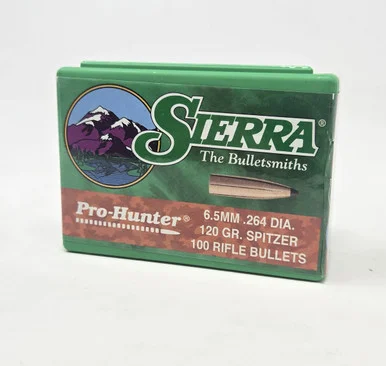 SIERRA®
The Bulletsmiths
Pro-Hunter®
6.5MM .264 DIA.
120 GR. SPITZER
100 RIFLE BULLETS